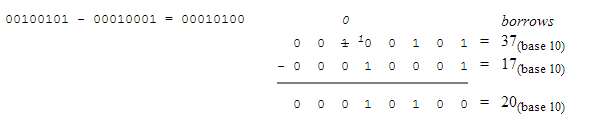 00100101 - 00010001 = 00010100
0 borrows
0 0 1 10 0 1 0 1 = 37(base 10)
- 0 0 0 1 0 0 0 1 = 17(base 10)
0 0 0 1 0 1 0 0 = 20(base 10)